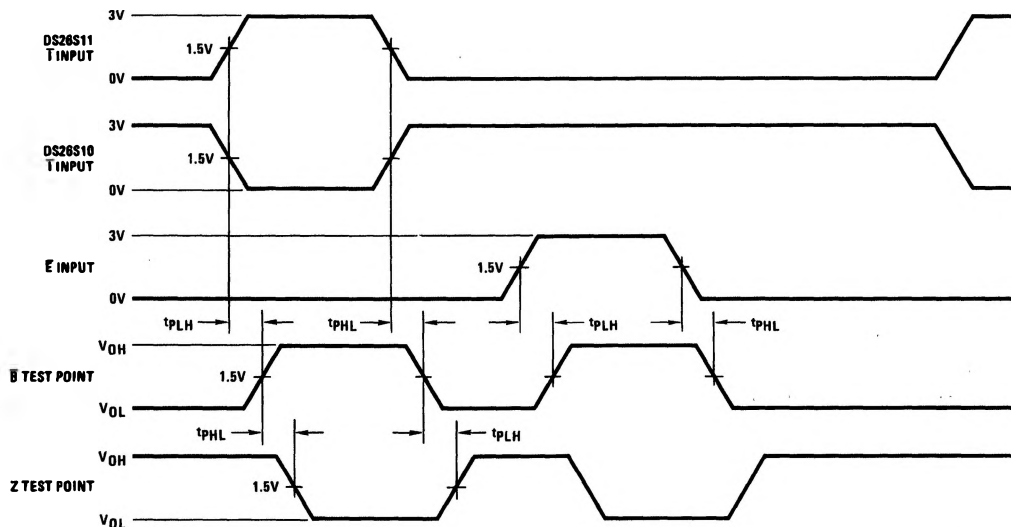 3V
DS26S11
Ī INPUT
1.5V
0V
3V
DS26S10
Ī INPUT
1.5V
0V
3V
E̅ INPUT
1.5V
0V
tPLH
tPHL
tPLH
tPHL
VOH
B̅ TEST POINT
1.5V
VOL
tPHL
tPLH
VOH
Z TEST POINT
1.5V
VOL